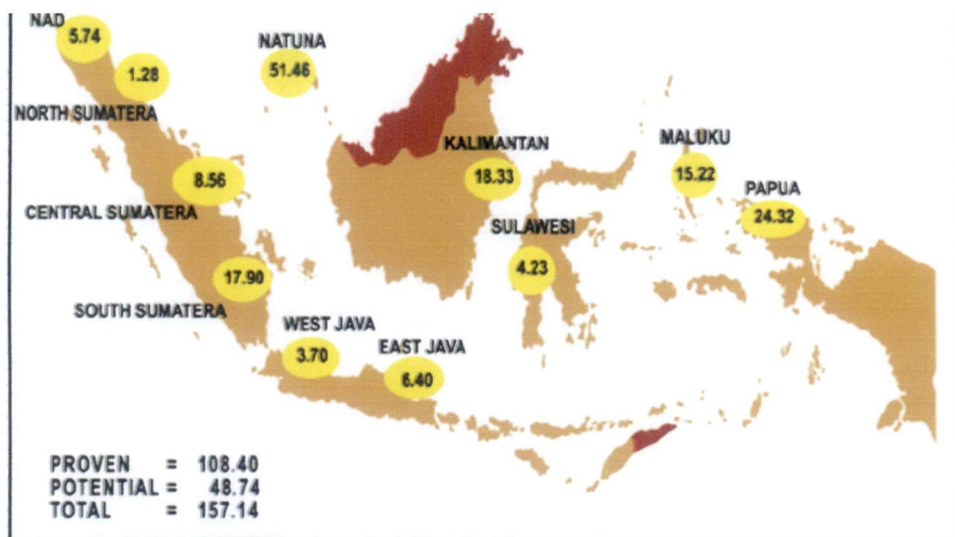 NAD
5.74
NATUNA
51.46
1.28
NORTH SUMATERA
KALIMANTAN
18.33
MALUKU
15.22
PAPUA
24.32
8.56
CENTRAL SUMATERA
SULAWESI
4.23
17.90
SOUTH SUMATERA
WEST JAVA
3.70
EAST JAVA
6.40
PROVEN = 108.40
POTENTIAL = 48.74
TOTAL = 157.14